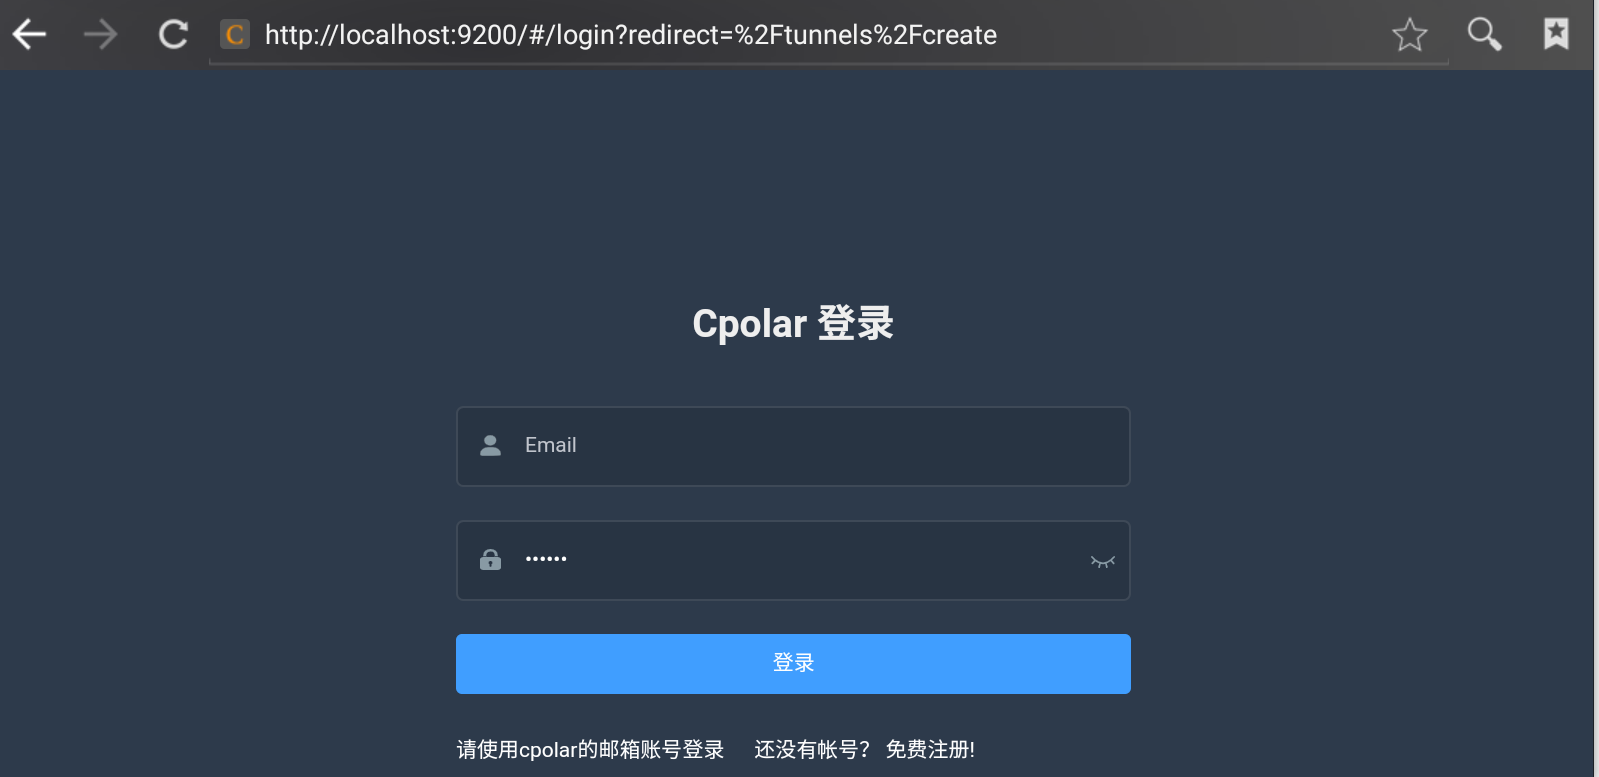 C http://localhost:9200/#/login?redirect=%2Ftunnels%2Fcreate
Cpolar 登录
Email
••••••
登录
请使用cpolar的邮箱账号登录 还没有帐号？ 免费注册!